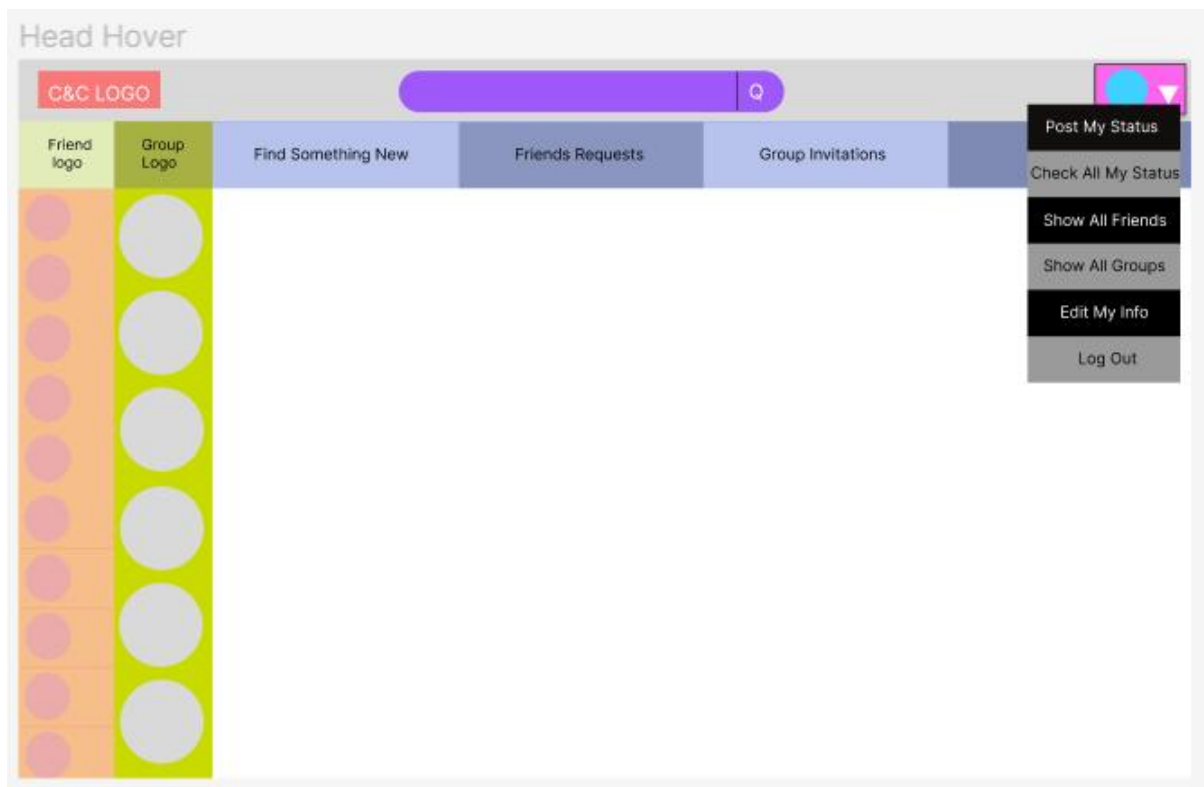 Head Hover
C&C LOGO
Q
Post My Status
Friend
logo
Group
Logo
Find Something New
Friends Requests
Group Invitations
Check All My Status
Show All Friends
Show All Groups
Edit My Info
Log Out